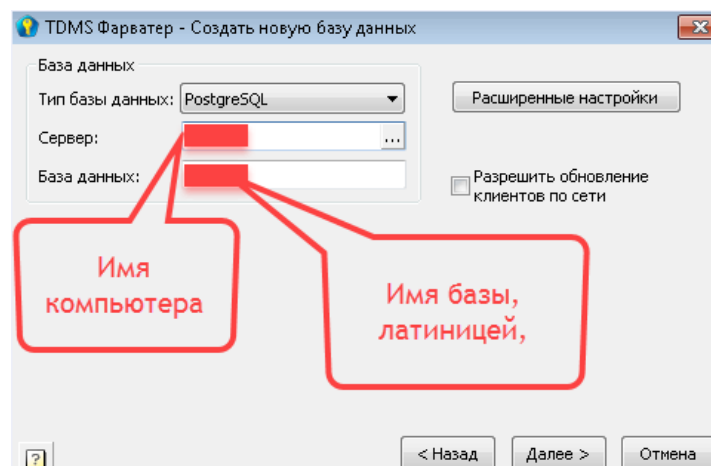 TDMS Фарватер - Создать новую базу данных
База данных
Тип базы данных: PostgreSQL
Расширенные настройки
Сервер:
...
База данных:
Разрешить обновление
клиентов по сети
Имя
компьютера
Имя базы,
латиницей,
?
< Назад
Далее >
Отмена